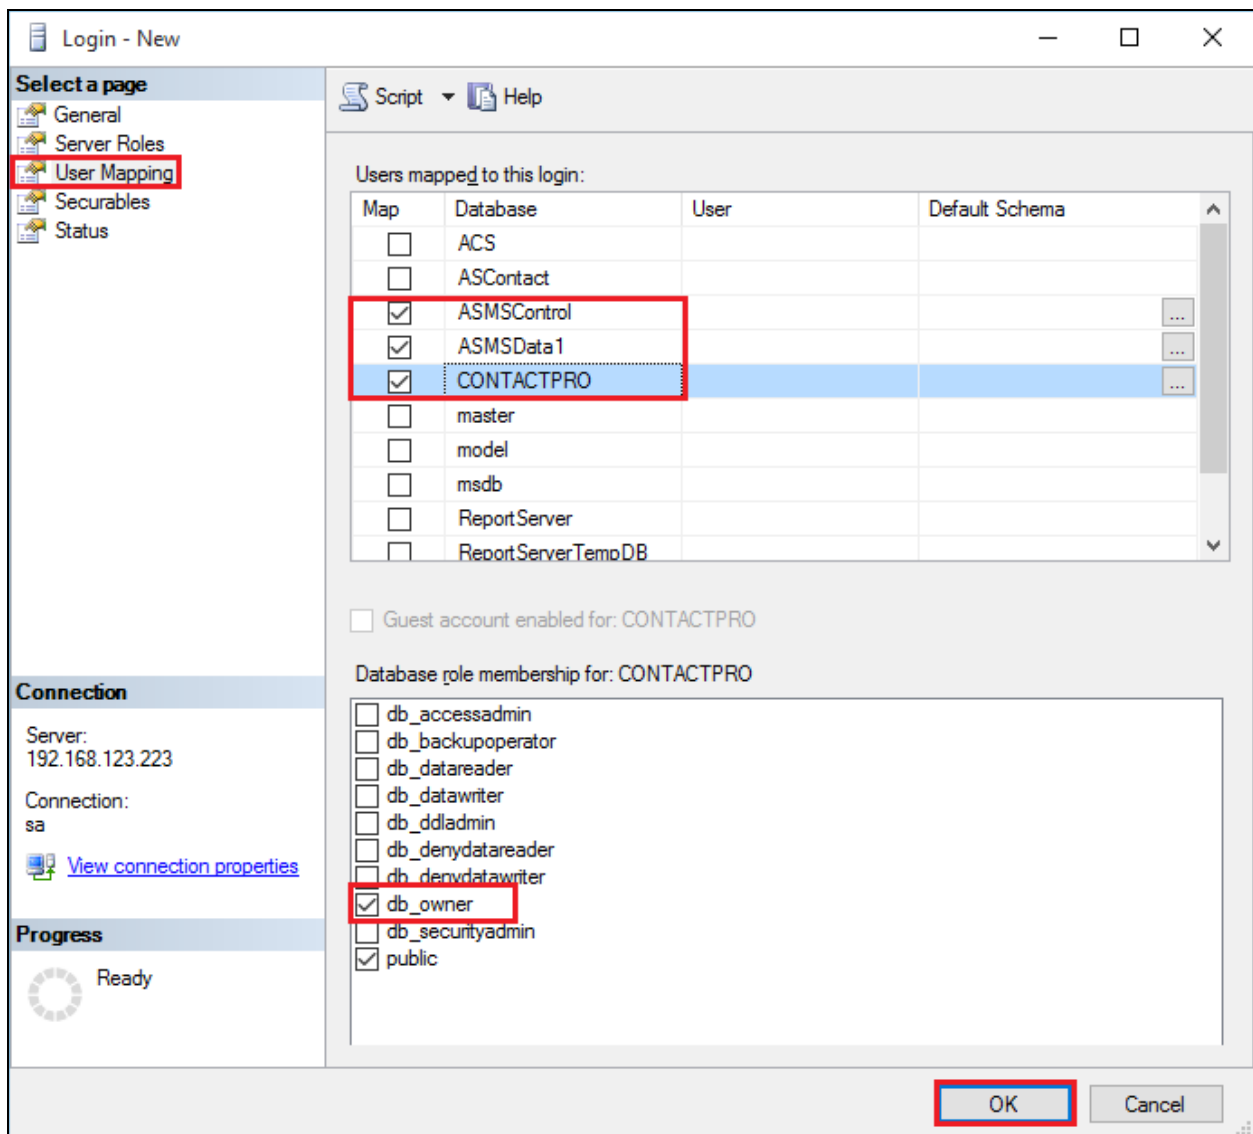 Login - New
Select a page
General
Server Roles
User Mapping
Securables
Status
Script Help
Users mapped to this login:
Map Database User Default Schema
ACS
ASContact
ASMSControl ...
ASMSData1 ...
CONTACTPRO ...
master
model
msdb
ReportServer
ReportServerTempDB
Guest account enabled for: CONTACTPRO
Database role membership for: CONTACTPRO
db_accessadmin
db_backupoperator
db_datareader
db_datawriter
db_ddladmin
db_denydatareader
db_denydatawriter
db_owner
db_securityadmin
public
Connection
Server:
192.168.123.223
Connection:
sa
View connection properties
Progress
Ready
OK Cancel